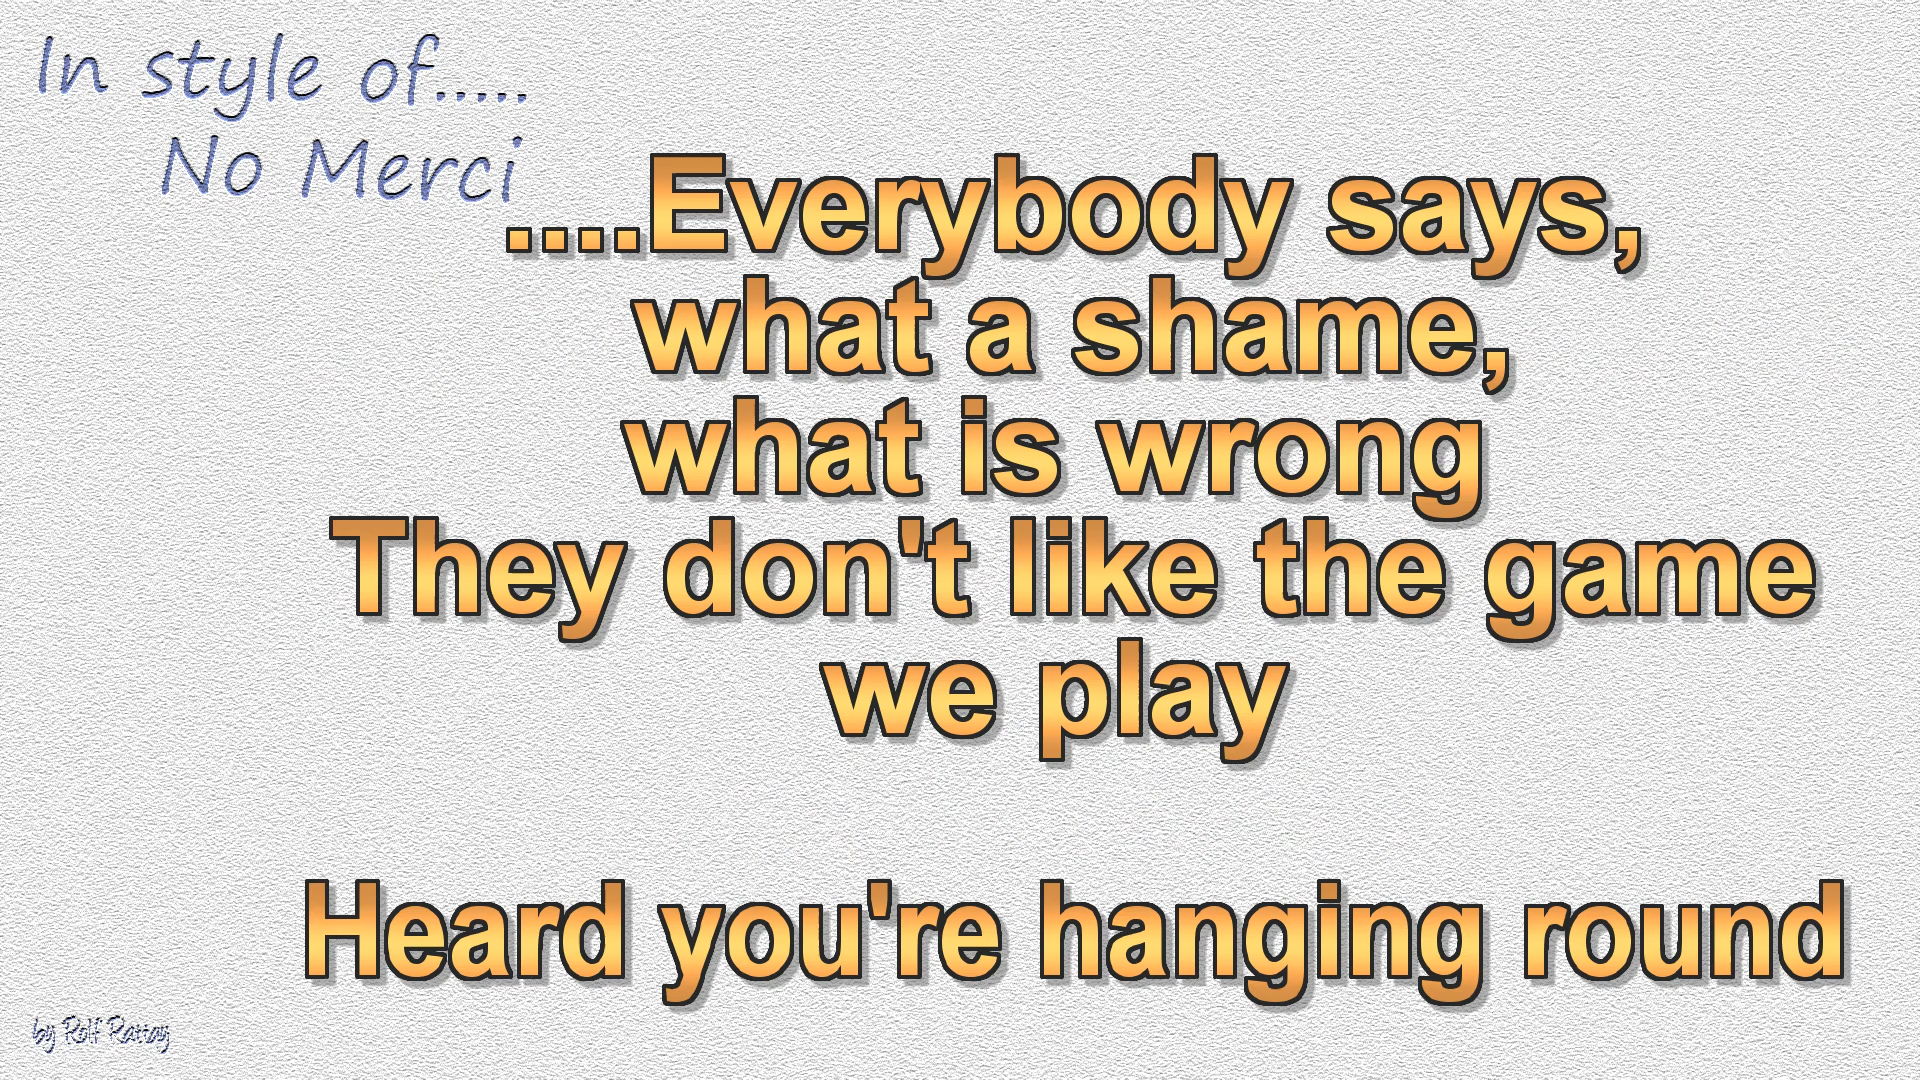 In style of.....
No Merci
....Everybody says,
what a shame,
what is wrong
They don't like the game
we play
Heard you're hanging round
by Rolf Rattay